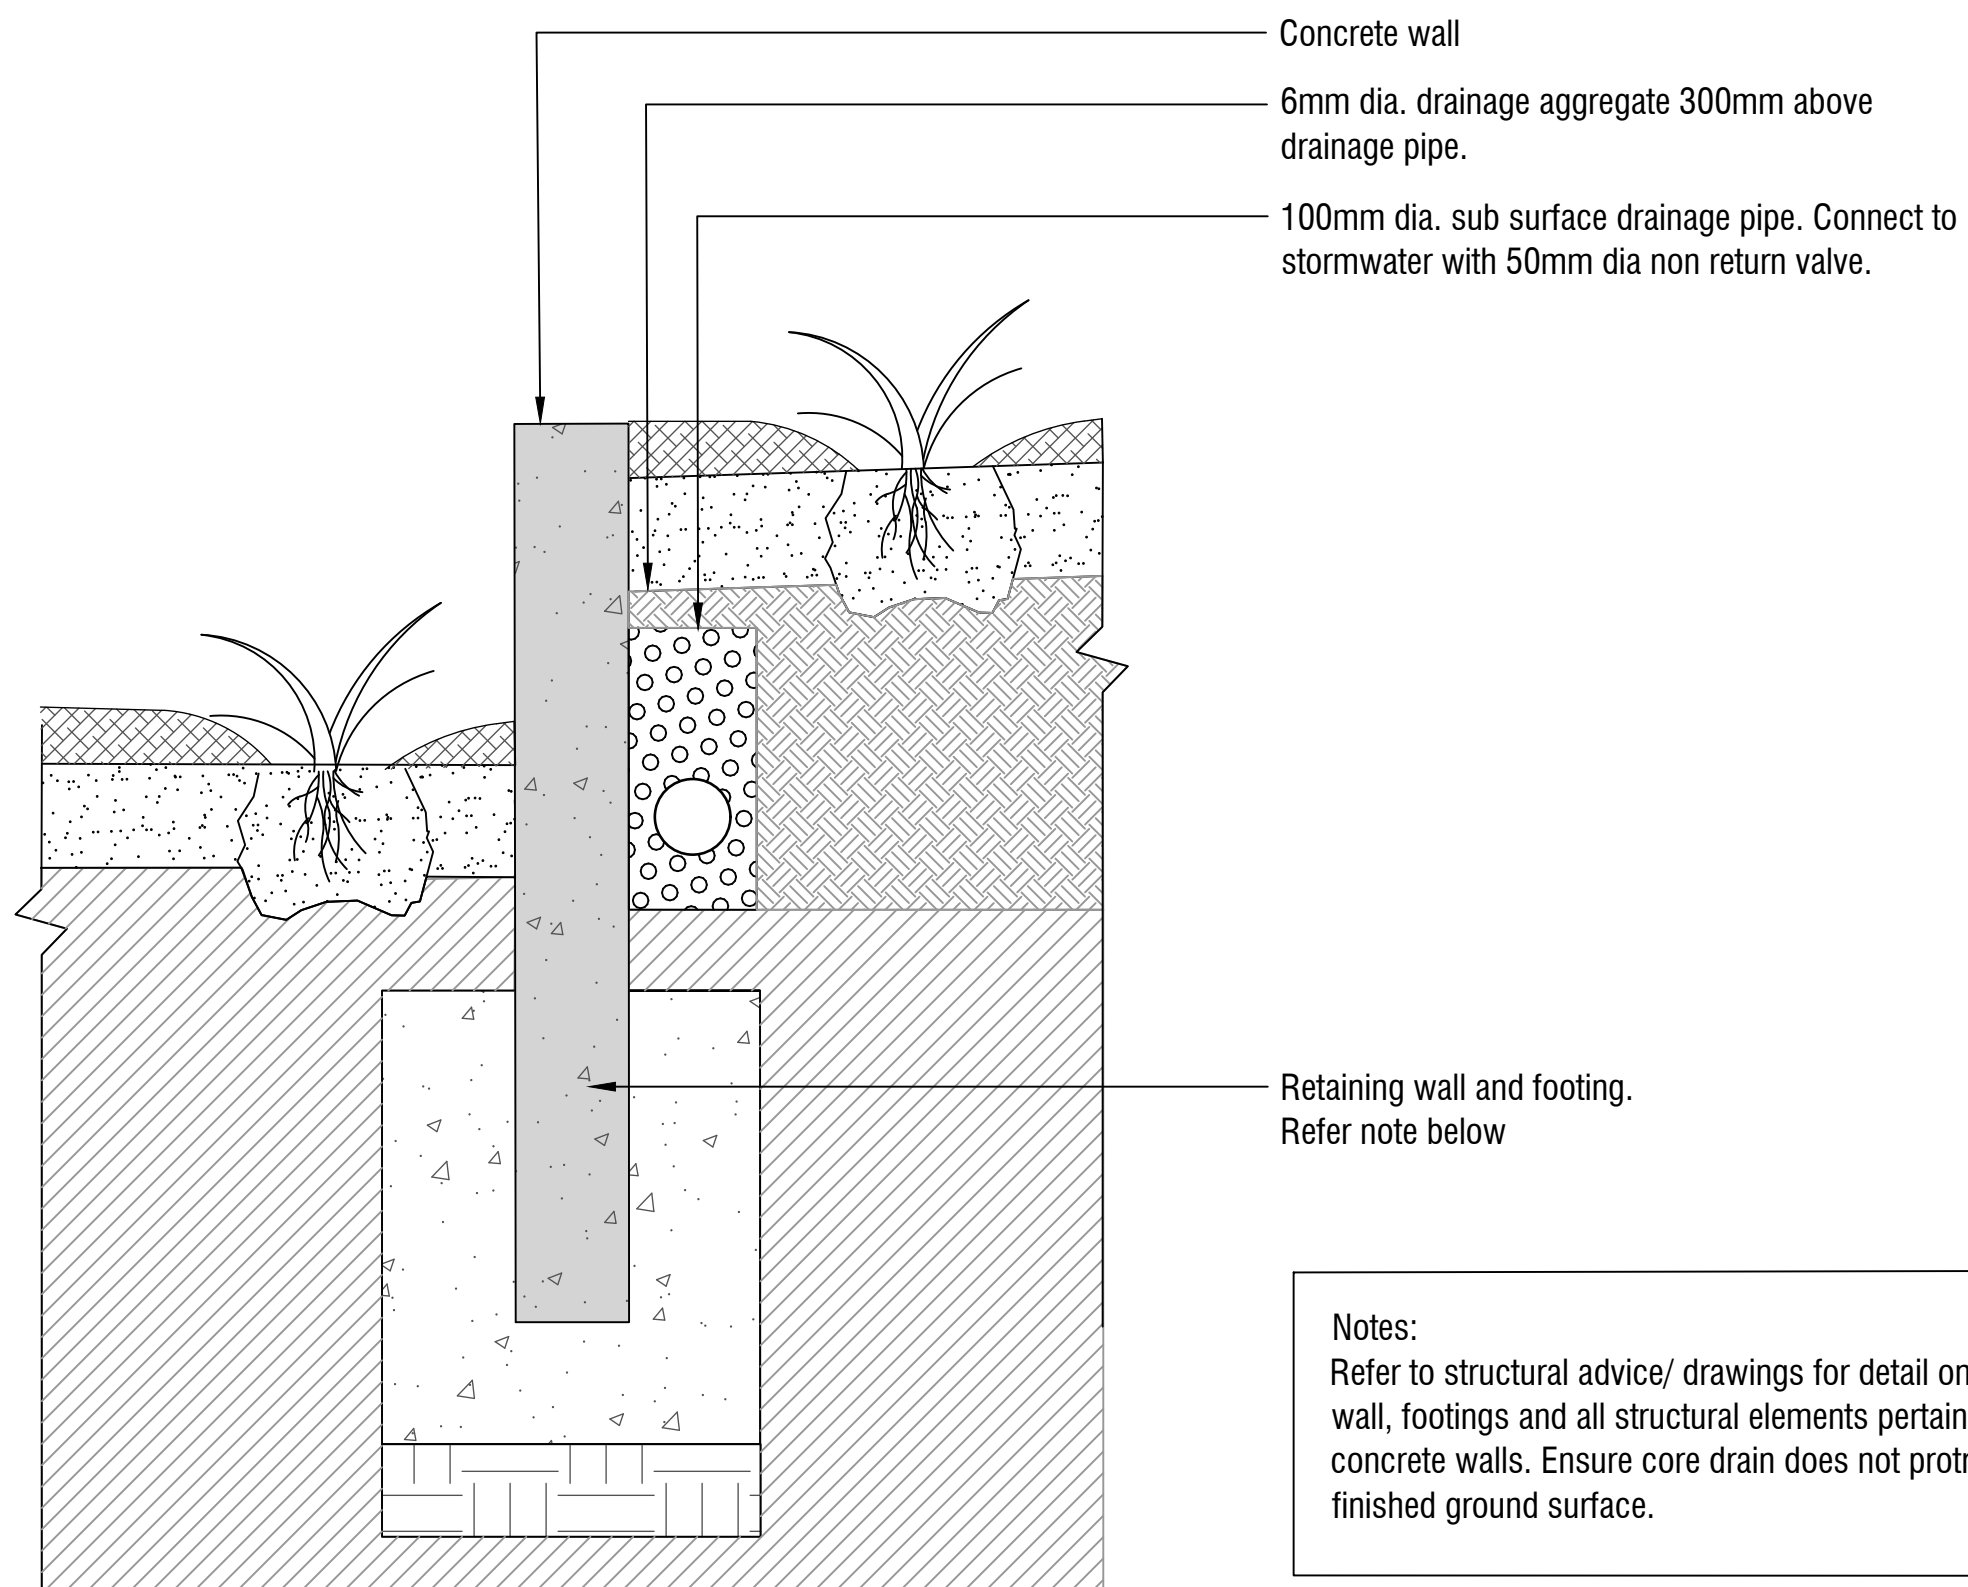 Concrete wall
6mm dia. drainage aggregate 300mm above
drainage pipe.
100mm dia. sub surface drainage pipe. Connect to
stormwater with 50mm dia non return valve.
Retaining wall and footing.
Refer note below
Notes:
Refer to structural advice/ drawings for detail on
wall, footings and all structural elements
concrete walls. Ensure core drain does not
finished ground surface.